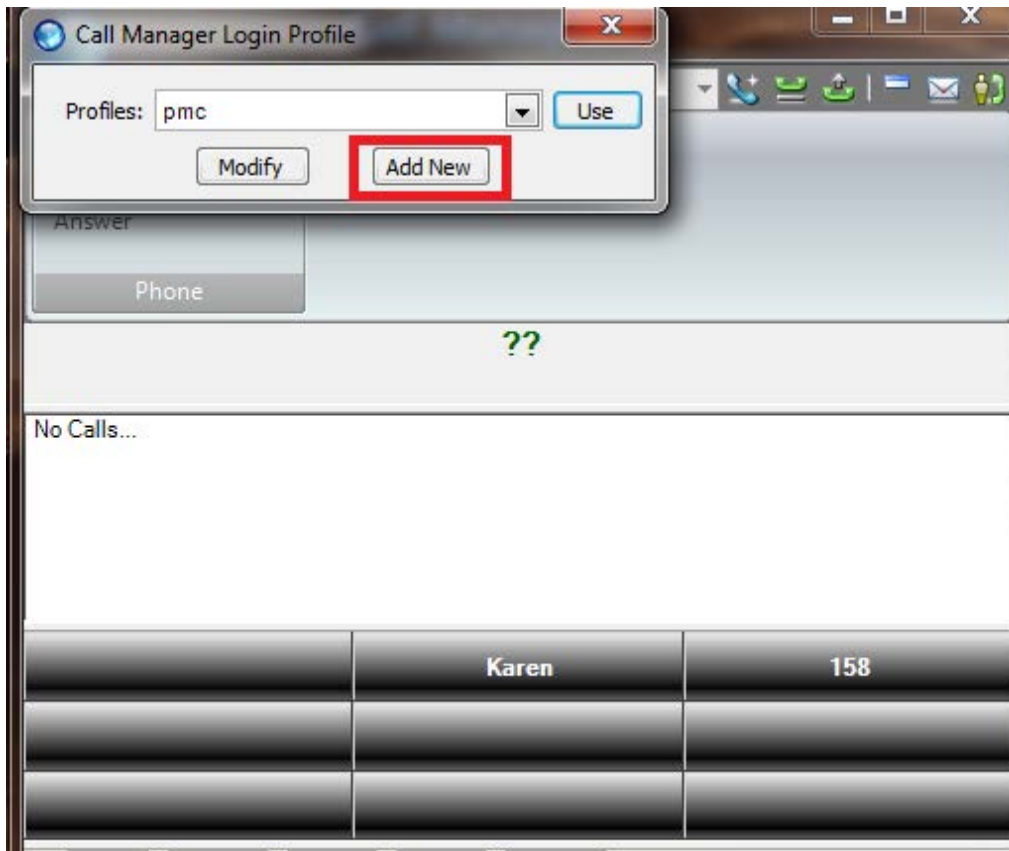 Call Manager Login Profile
Profiles: pmc Use
Modify Add New
Answer
Phone
??
No Calls...
Karen 158